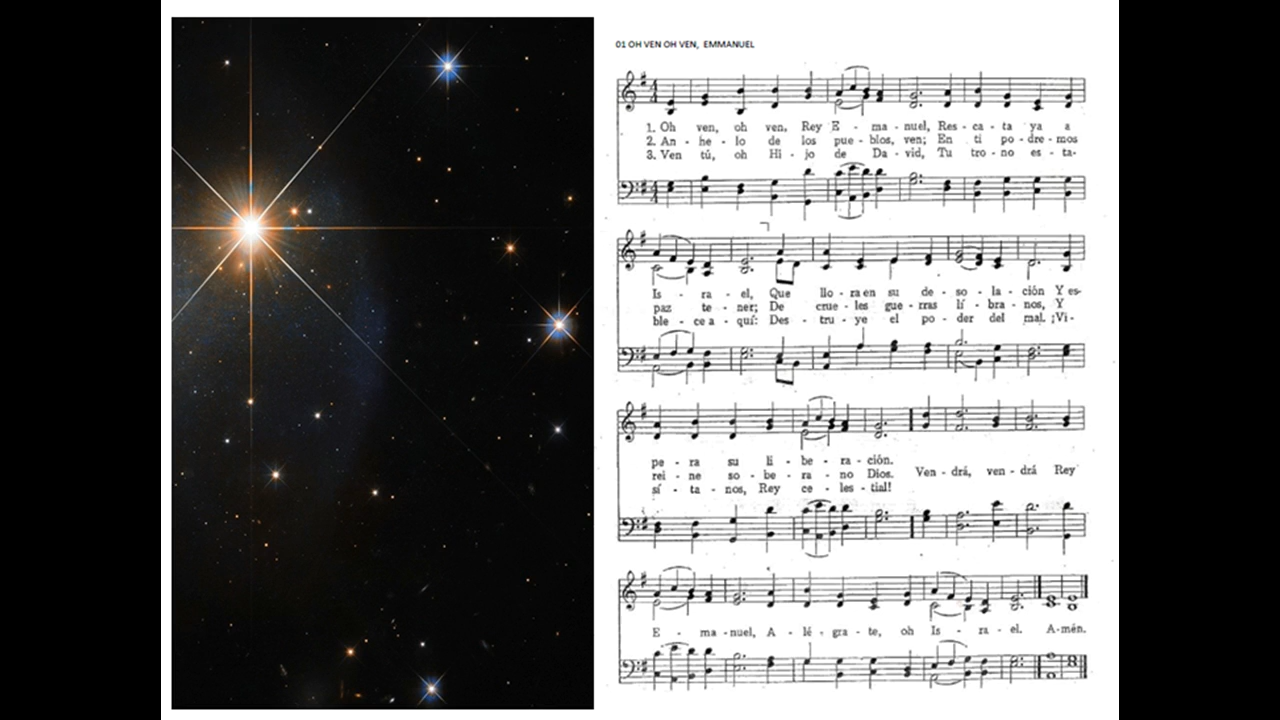 01 OH VEN OH VEN, EMMANUEL
1. Oh ven, oh ven, Rey E - ma - nuel, Res - ca - ta ya a
2. An - he - lo de los pue - blos, ven; En ti po - dre - mos
3. Ven tú, oh Hi - jo de Da - vid, Tu tro - no es - ta-
Is - ra - el, Que llo - ra en su de - so - la - ción Y es-
paz te - ner; De crue - les gue - rras lí - bra - nos, Y
ble - ce a - quí: Des - tru - ye el po - der del mal. ¡Vi-
pe - ra su li - be - ra - ción.
rei - ne so - be - ra - no Dios. Ven - drá, ven - drá Rey
sí - ta - nos, Rey ce - les - tial!
E - ma - nuel, A - lé - gra - te, oh Is - ra - el. A-mén.